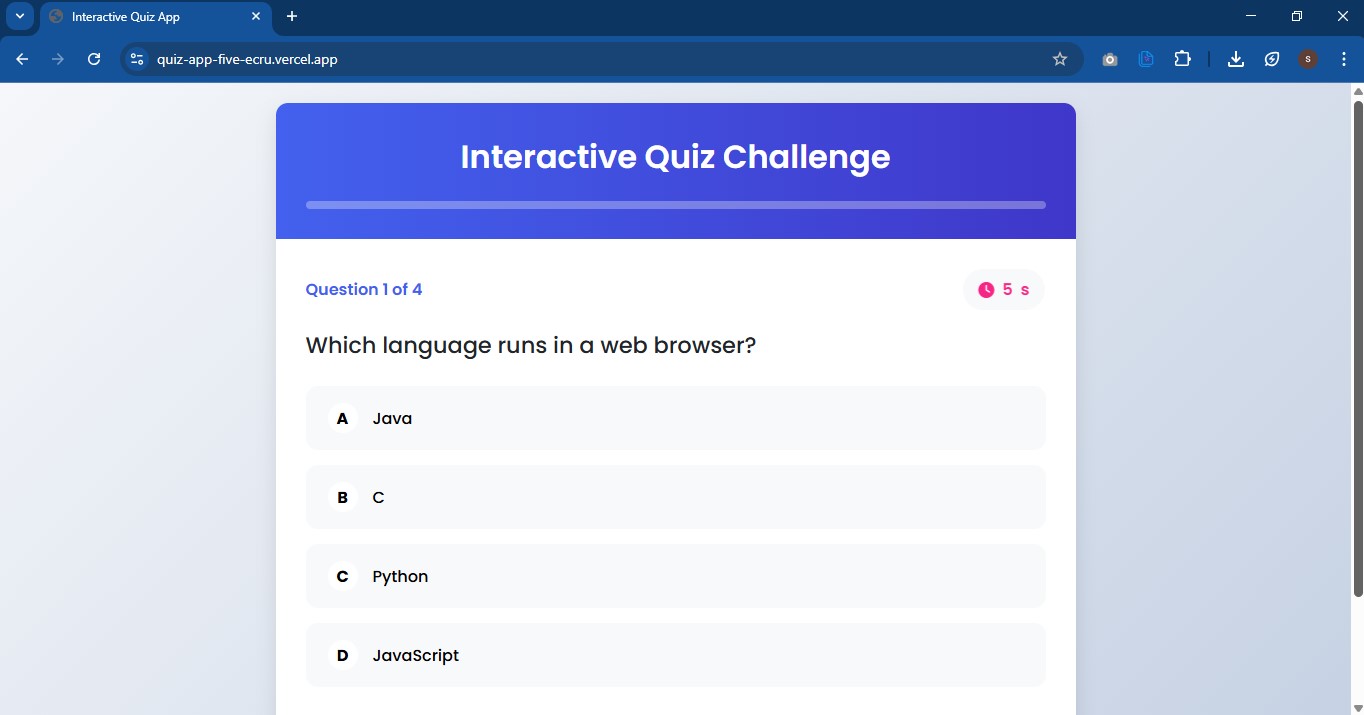 Interactive Quiz App
quiz-app-five-ecru.vercel.app
S
Interactive Quiz Challenge
Question 1 of 4
5 s
Which language runs in a web browser?
A Java
B C
C Python
D JavaScript